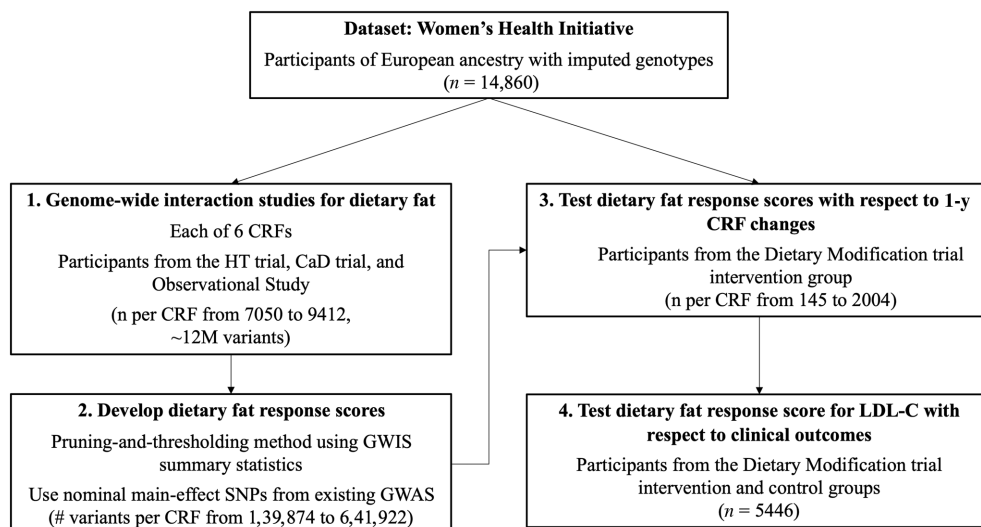 Dataset: Women's Health Initiative
Participants of European ancestry with imputed genotypes
(n = 14,860)
1. Genome-wide interaction studies for dietary fat
Each of 6 CRFs
Participants from the HT trial, CaD trial, and
Observational Study
(n per CRF from 7050 to 9412,
~12M variants)
2. Develop dietary fat response scores
Pruning-and-thresholding method using GWIS
summary statistics
Use nominal main-effect SNPs from existing GWAS
(# variants per CRF from 1,39,874 to 6,41,922)
3. Test dietary fat response scores with respect to 1-y
CRF changes
Participants from the Dietary Modification trial
intervention group
(n per CRF from 145 to 2004)
4. Test dietary fat response score for LDL-C with
respect to clinical outcomes
Participants from the Dietary Modification trial
intervention and control groups
(n = 5446)